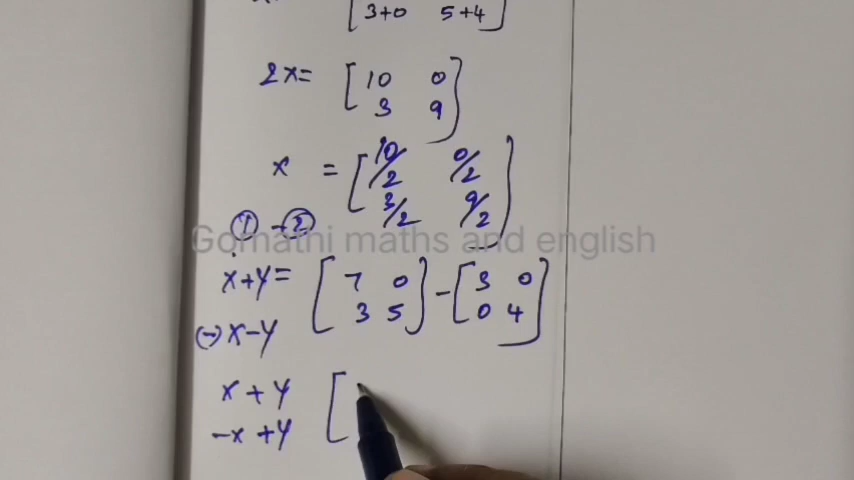 [3+0 5+4]
2x= [10 0
3 9]
x = [10/2 0/2
3/2 9/2]
① - ②
Gomathi maths and english
x+y= [7 0
3 5] - [3 0
0 4]
(-) x-y
x + y [
-x + y